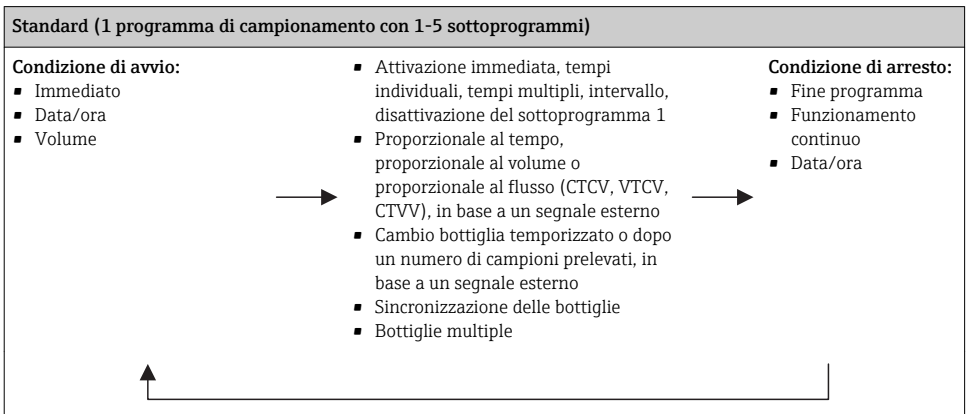 Standard (1 programma di campionamento con 1-5 sottoprogrammi)
Condizione di avvio:
▪ Immediato
▪ Data/ora
▪ Volume
▪ Attivazione immediata, tempi
individuali, tempi multipli, intervallo,
disattivazione del sottoprogramma 1
▪ Proporzionale al tempo,
proporzionale al volume o
proporzionale al flusso (CTCV, VTCV,
CTVV), in base a un segnale esterno
▪ Cambio bottiglia temporizzato o dopo
un numero di campioni prelevati, in
base a un segnale esterno
▪ Sincronizzazione delle bottiglie
▪ Bottiglie multiple
Condizione di arresto:
▪ Fine programma
▪ Funzionamento
continuo
▪ Data/ora